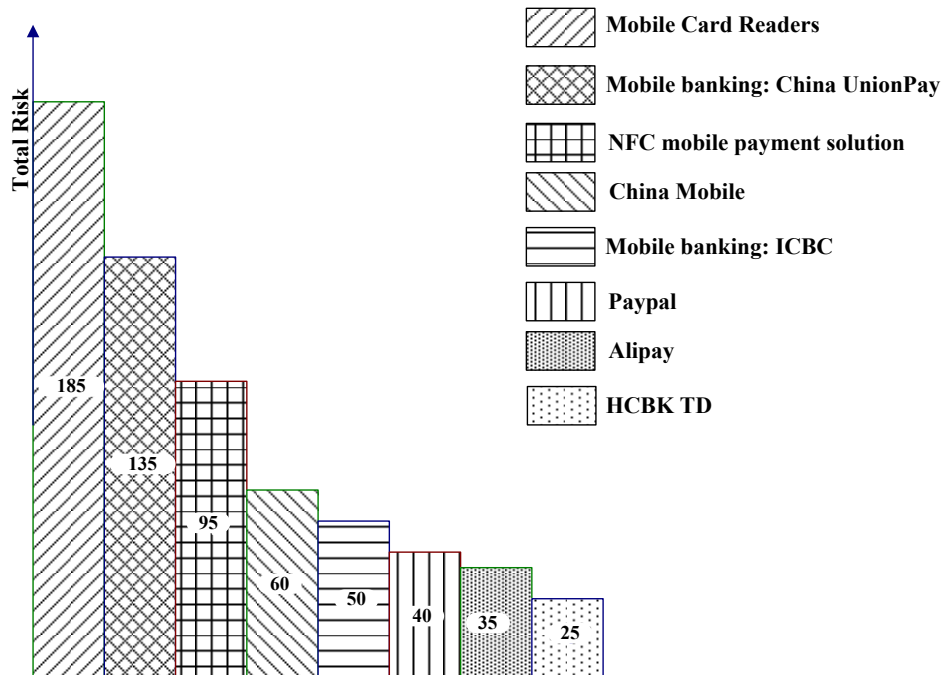 Total Risk
185
135
95
60
50
40
35
25
Mobile Card Readers
Mobile banking: China UnionPay
NFC mobile payment solution
China Mobile
Mobile banking: ICBC
Paypal
Alipay
HCBK TD